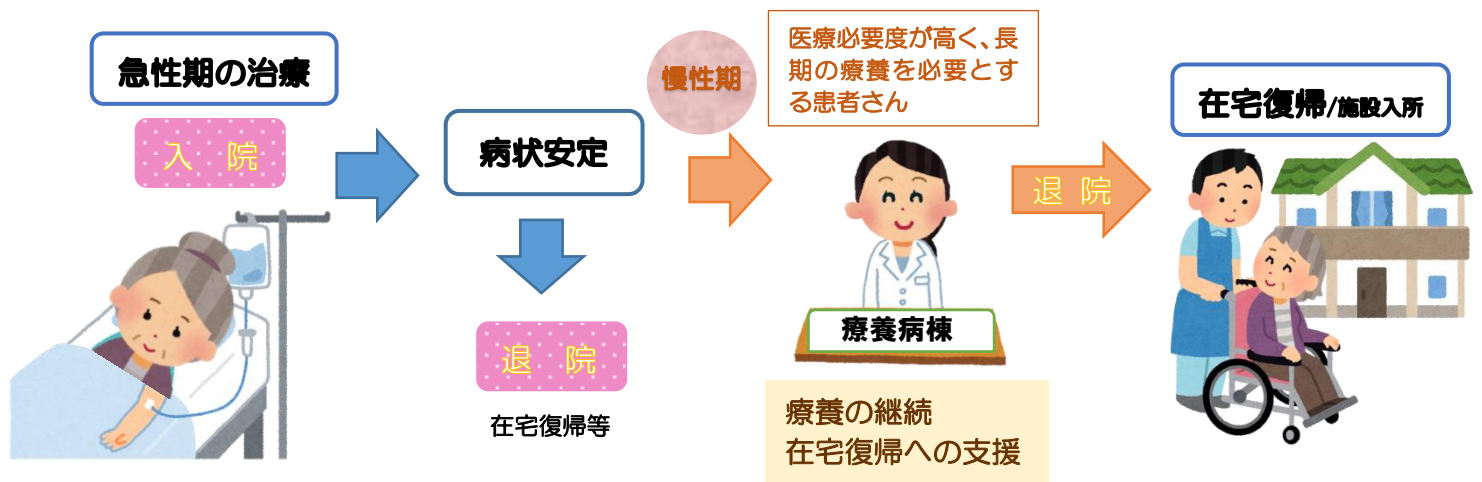 急性期の治療
入 院
病状安定
退 院
在宅復帰等
慢性期
医療必要度が高く、長
期の療養を必要とす
る患者さん
療養病棟
療養の継続
在宅復帰への支援
退 院
在宅復帰/施設入所